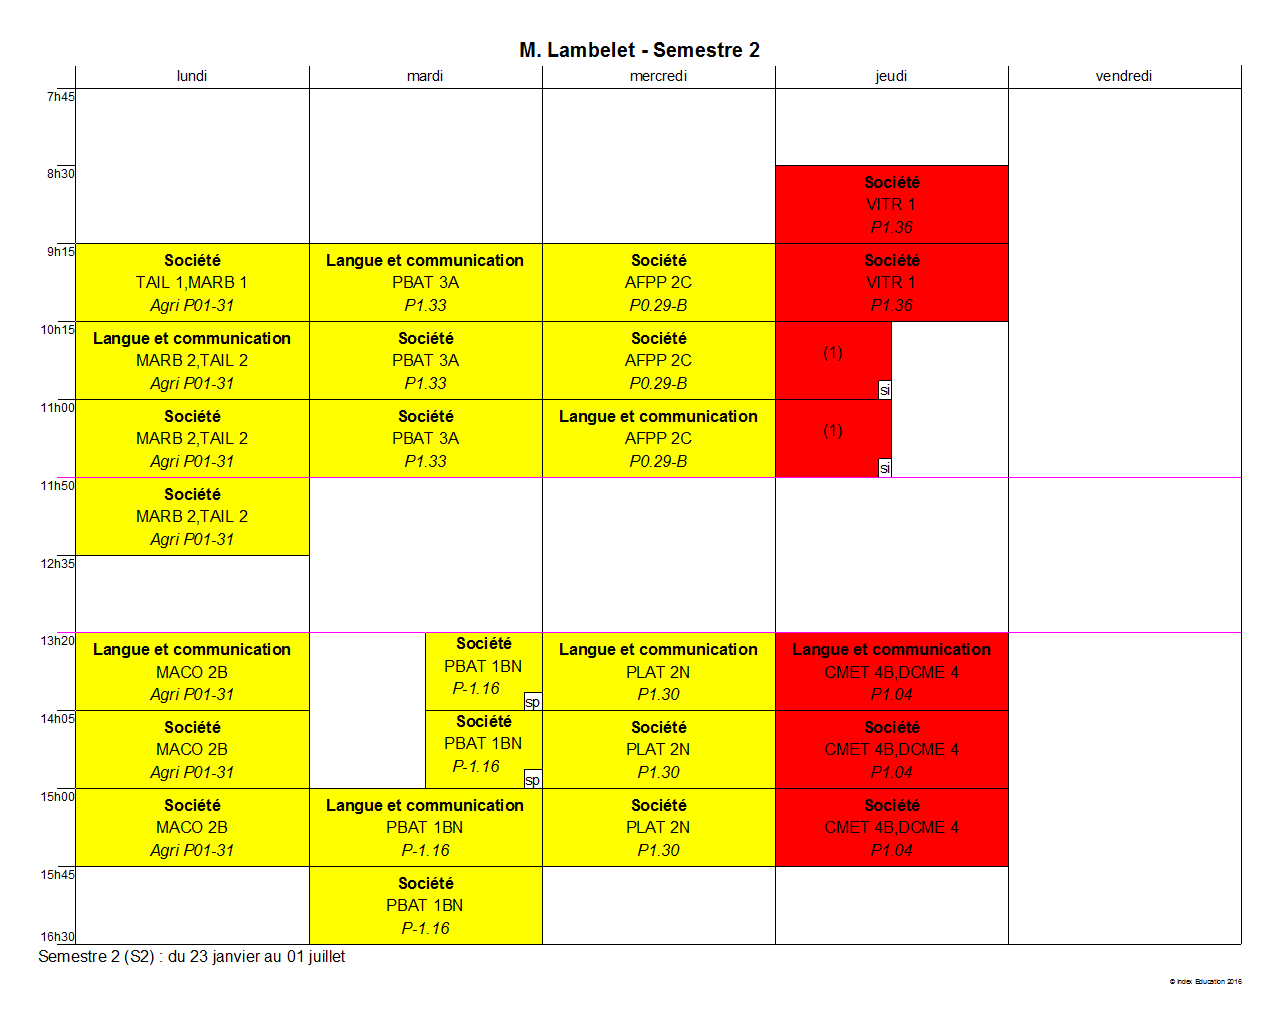 M. Lambelet - Semestre 2
lundi mardi mercredi jeudi vendredi
7h45
8h30
Société
VITR 1
P1.36
9h15
Société Langue et communication Société Société
TAIL 1,MARB 1 PBAT 3A AFPP 2C VITR 1
Agri P01-31 P1.33 P0.29-B P1.36
10h15
Langue et communication Société Société
MARB 2,TAIL 2 PBAT 3A AFPP 2C (1)
Agri P01-31 P1.33 P0.29-B si
11h00
Société Société Langue et communication
MARB 2,TAIL 2 PBAT 3A AFPP 2C (1)
Agri P01-31 P1.33 P0.29-B si
11h50
Société
MARB 2,TAIL 2
Agri P01-31
12h35
13h20
Langue et communication Société Langue et communication Langue et communication
MACO 2B PBAT 1BN PLAT 2N CMET 4B,DCME 4
Agri P01-31 P-1.16 sp P1.30 P1.04
14h05
Société Société Société Société
MACO 2B PBAT 1BN PLAT 2N CMET 4B,DCME 4
Agri P01-31 P-1.16 sp P1.30 P1.04
15h00
Société Langue et communication Société Société
MACO 2B PBAT 1BN PLAT 2N CMET 4B,DCME 4
Agri P01-31 P-1.16 P1.30 P1.04
15h45
Société
PBAT 1BN
P-1.16
16h30
Semestre 2 (S2) : du 23 janvier au 01 juillet
© Index Education 2016